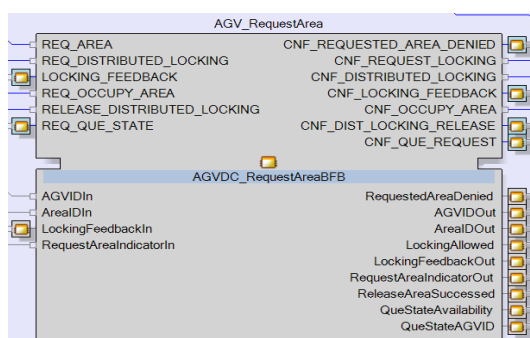 AGV_RequestArea
REQ_AREA CNF_REQUESTED_AREA_DENIED
REQ_DISTRIBUTED_LOCKING CNF_REQUEST_LOCKING
LOCKING_FEEDBACK CNF_DISTRIBUTED_LOCKING
REQ_OCCUPY_AREA CNF_LOCKING_FEEDBACK
RELEASE_DISTRIBUTED_LOCKING CNF_OCCUPY_AREA
REQ_QUE_STATE CNF_DIST_LOCKING_RELEASE
CNF_QUE_REQUEST
AGVDC_RequestAreaBFB
AGVIDIn RequestedAreaDenied
AreaIDIn AGVIDOut
LockingFeedbackIn AreaIDOut
RequestAreaIndicatorIn LockingAllowed
LockingFeedbackOut
RequestAreaIndicatorOut
ReleaseAreaSuccessed
QueStateAvailability
QueStateAGVID